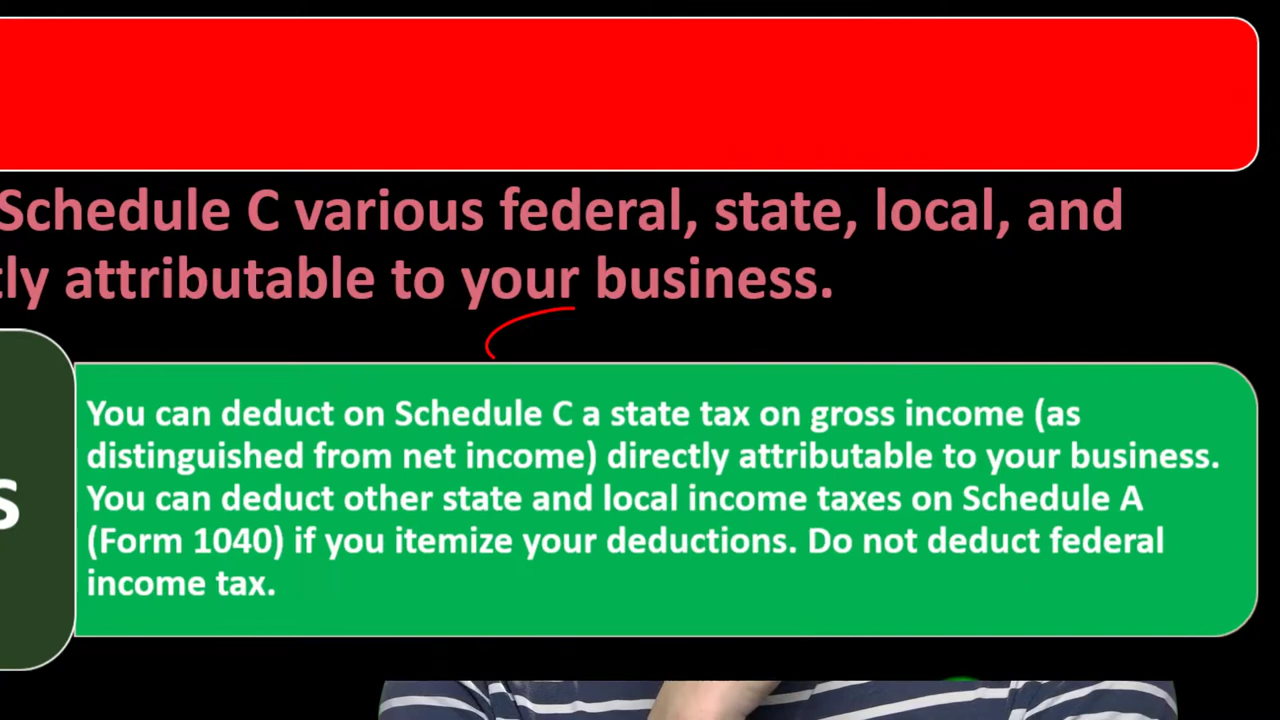 Schedule C various federal, state, local, and
tly attributable to your business.
s
You can deduct on Schedule C a state tax on gross income (as
distinguished from net income) directly attributable to your business.
You can deduct other state and local income taxes on Schedule A
(Form 1040) if you itemize your deductions. Do not deduct federal
income tax.